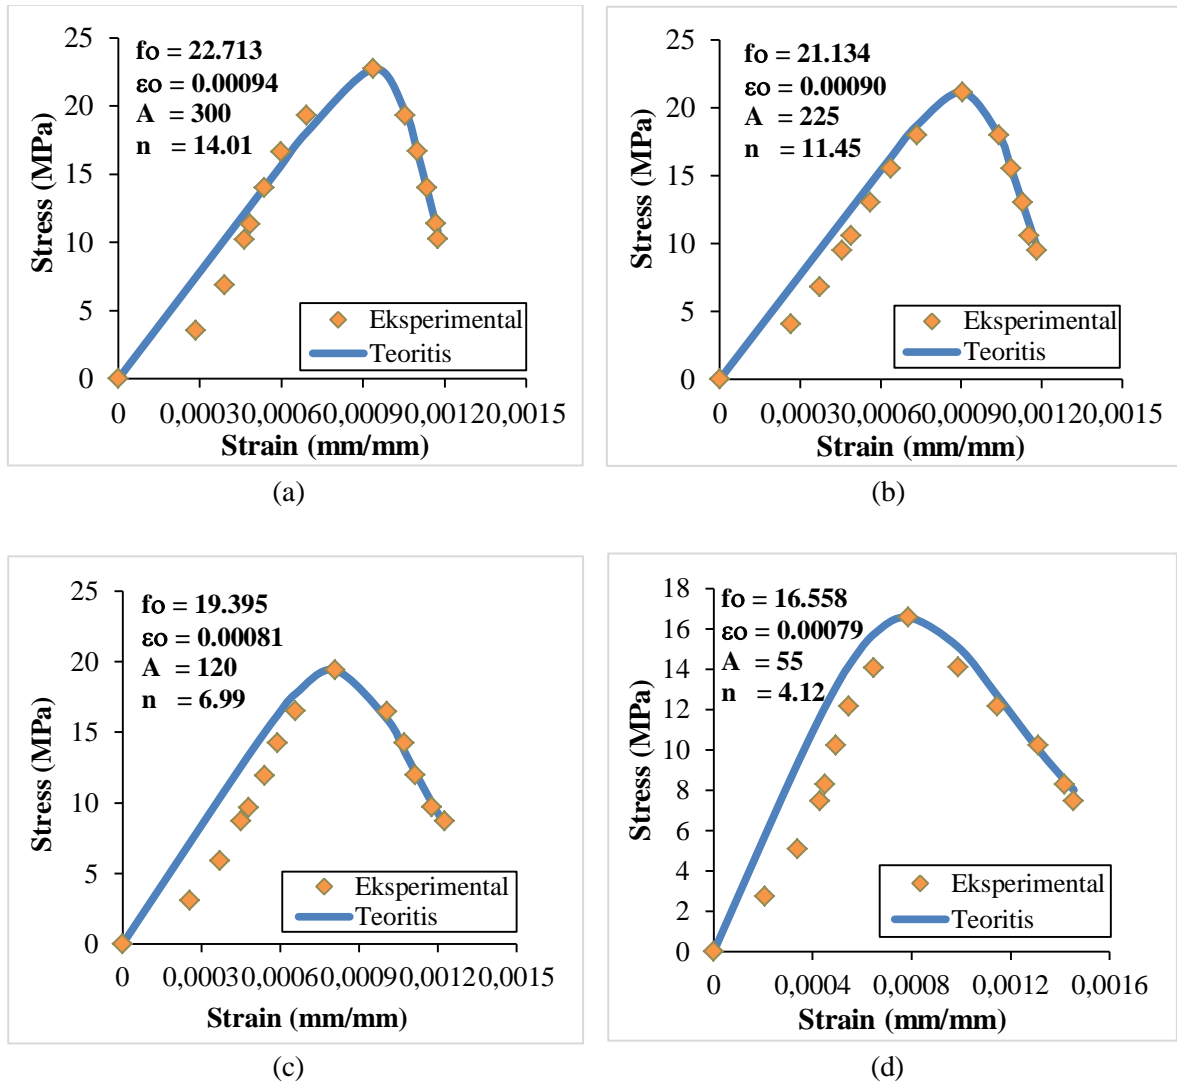 fo = 22.713
εo = 0.00094
A = 300
n = 14.01
25
20
15
10
5
0
Stress (MPa)
Eksperimental
Teoritis
0 0,0003 0,0006 0,0009 0,0012 0,0015
Strain (mm/mm)
(a)
fo = 21.134
εo = 0.00090
A = 225
n = 11.45
25
20
15
10
5
0
Stress (MPa)
Eksperimental
Teoritis
0 0,0003 0,0006 0,0009 0,0012 0,0015
Strain (mm/mm)
(b)
fo = 19.395
εo = 0.00081
A = 120
n = 6.99
25
20
15
10
5
0
Stress (MPa)
Eksperimental
Teoritis
0 0,0003 0,0006 0,0009 0,0012 0,0015
Strain (mm/mm)
(c)
fo = 16.558
εo = 0.00079
A = 55
n = 4.12
18
16
14
12
10
8
6
4
2
0
Stress (MPa)
Eksperimental
Teoritis
0 0,0004 0,0008 0,0012 0,0016
Strain (mm/mm)
(d)